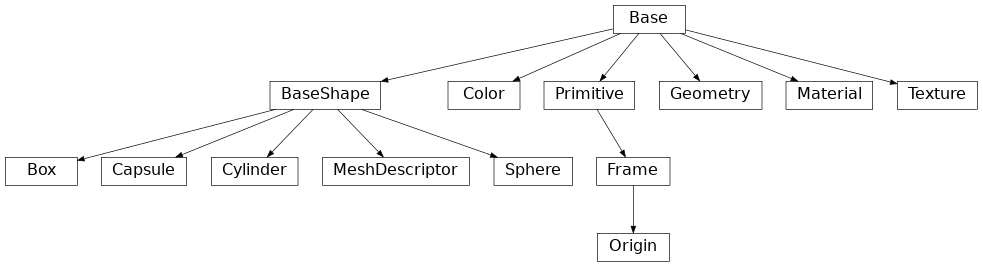 Base
BaseShape Color Primitive Geometry Material Texture
Box Capsule Cylinder MeshDescriptor Sphere Frame
Origin